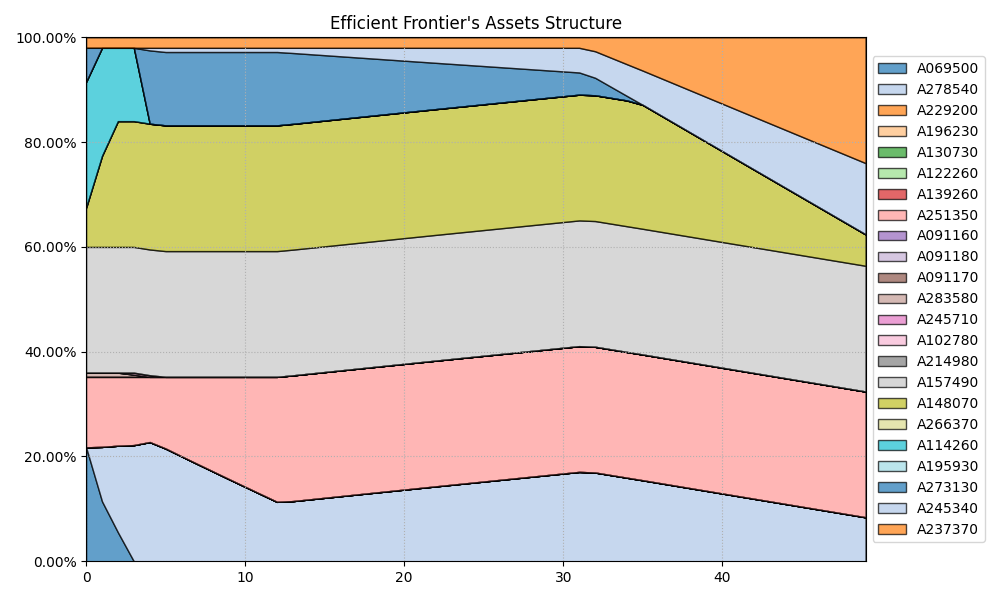 Efficient Frontier's Assets Structure
100.00%
80.00%
60.00%
40.00%
20.00%
0.00%
0
10
20
30
40
A069500
A278540
A229200
A196230
A130730
A122260
A139260
A251350
A091160
A091180
A091170
A283580
A245710
A102780
A214980
A157490
A148070
A266370
A114260
A195930
A273130
A245340
A237370